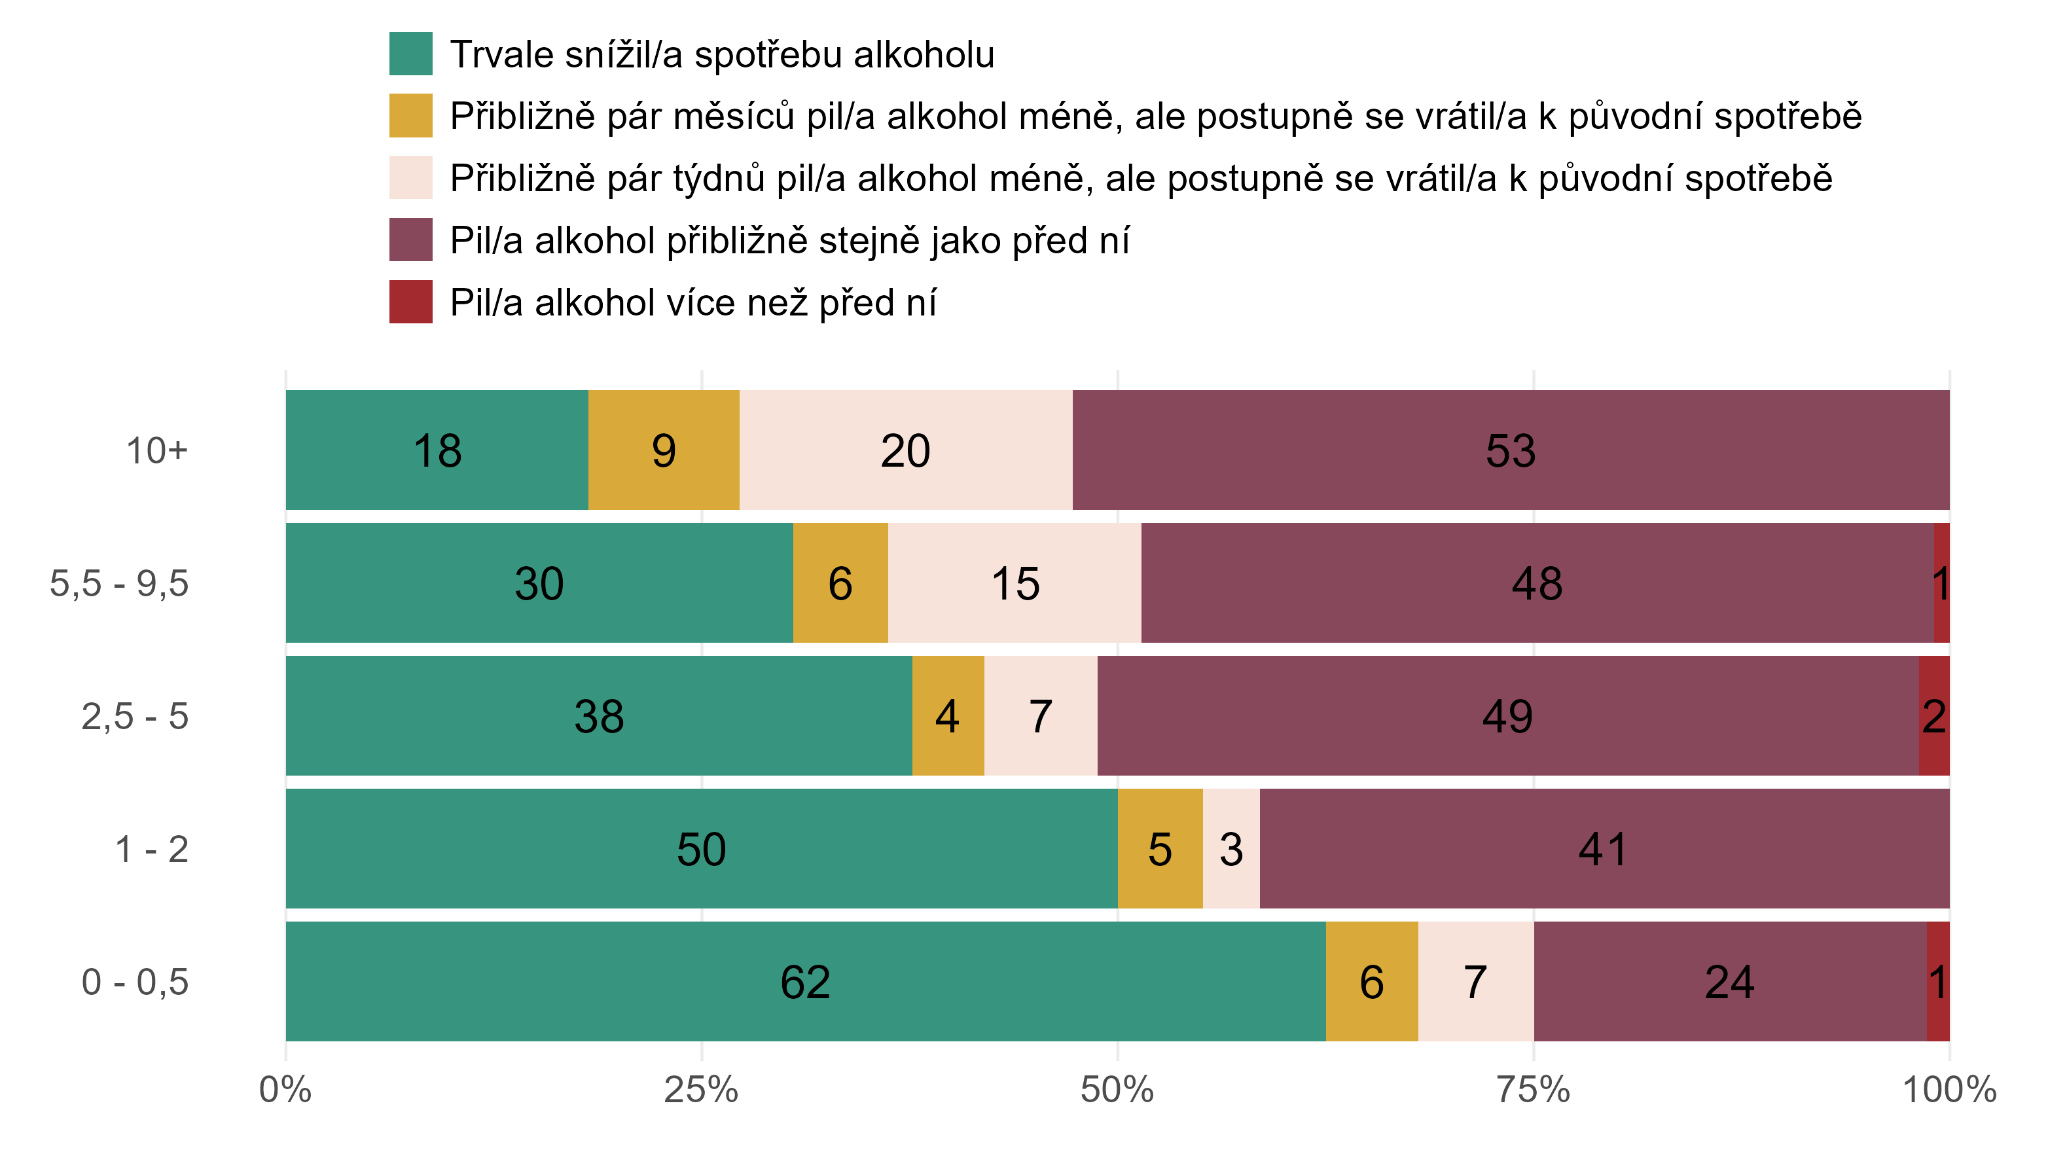 Trvale snížil/a spotřebu alkoholu
Přibližně pár měsíců pil/a alkohol méně, ale postupně se vrátil/a k původní spotřebě
Přibližně pár týdnů pil/a alkohol méně, ale postupně se vrátil/a k původní spotřebě
Pil/a alkohol přibližně stejně jako před ní
Pil/a alkohol více než před ní
10+ 18 9 20 53
5,5 - 9,5 30 6 15 48 1
2,5 - 5 38 4 7 49 2
1 - 2 50 5 3 41
0 - 0,5 62 6 7 24 1
0% 25% 50% 75% 100%